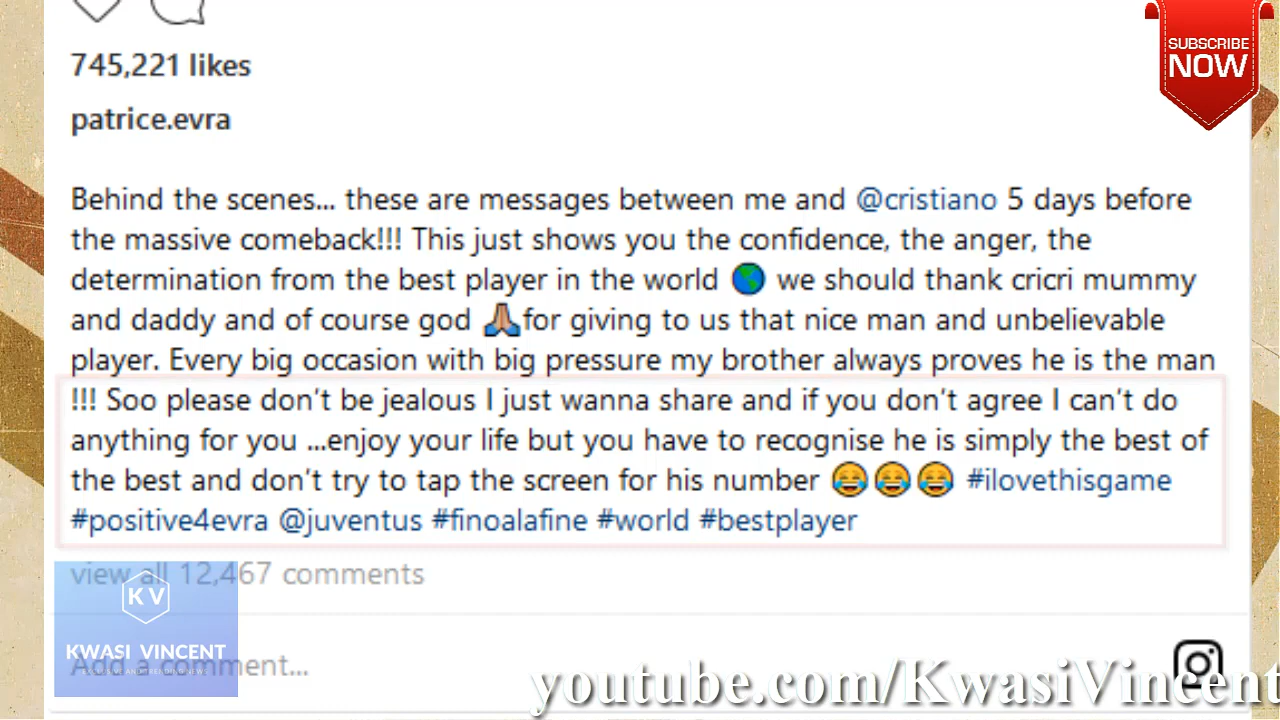 SUBSCRIBE
NOW
745,221 likes
patrice.evra
Behind the scenes... these are messages between me and @cristiano 5 days before
the massive comeback!!! This just shows you the confidence, the anger, the
determination from the best player in the world 🌎 we should thank cricri mummy
and daddy and of course god 🙏for giving to us that nice man and unbelievable
player. Every big occasion with big pressure my brother always proves he is the man
!!! Soo please don't be jealous I just wanna share and if you don't agree I can't do
anything for you ...enjoy your life but you have to recognise he is simply the best of
the best and don't try to tap the screen for his number 😂😂😂 #ilovethisgame
#positive4evra @juventus #finoalafine #world #bestplayer
view all 12,467 comments
KV
KWASI VINCENT
EXCLUSIVE AND TRENDING NEWS
Add a comment...
youtube.com/KwasiVincent